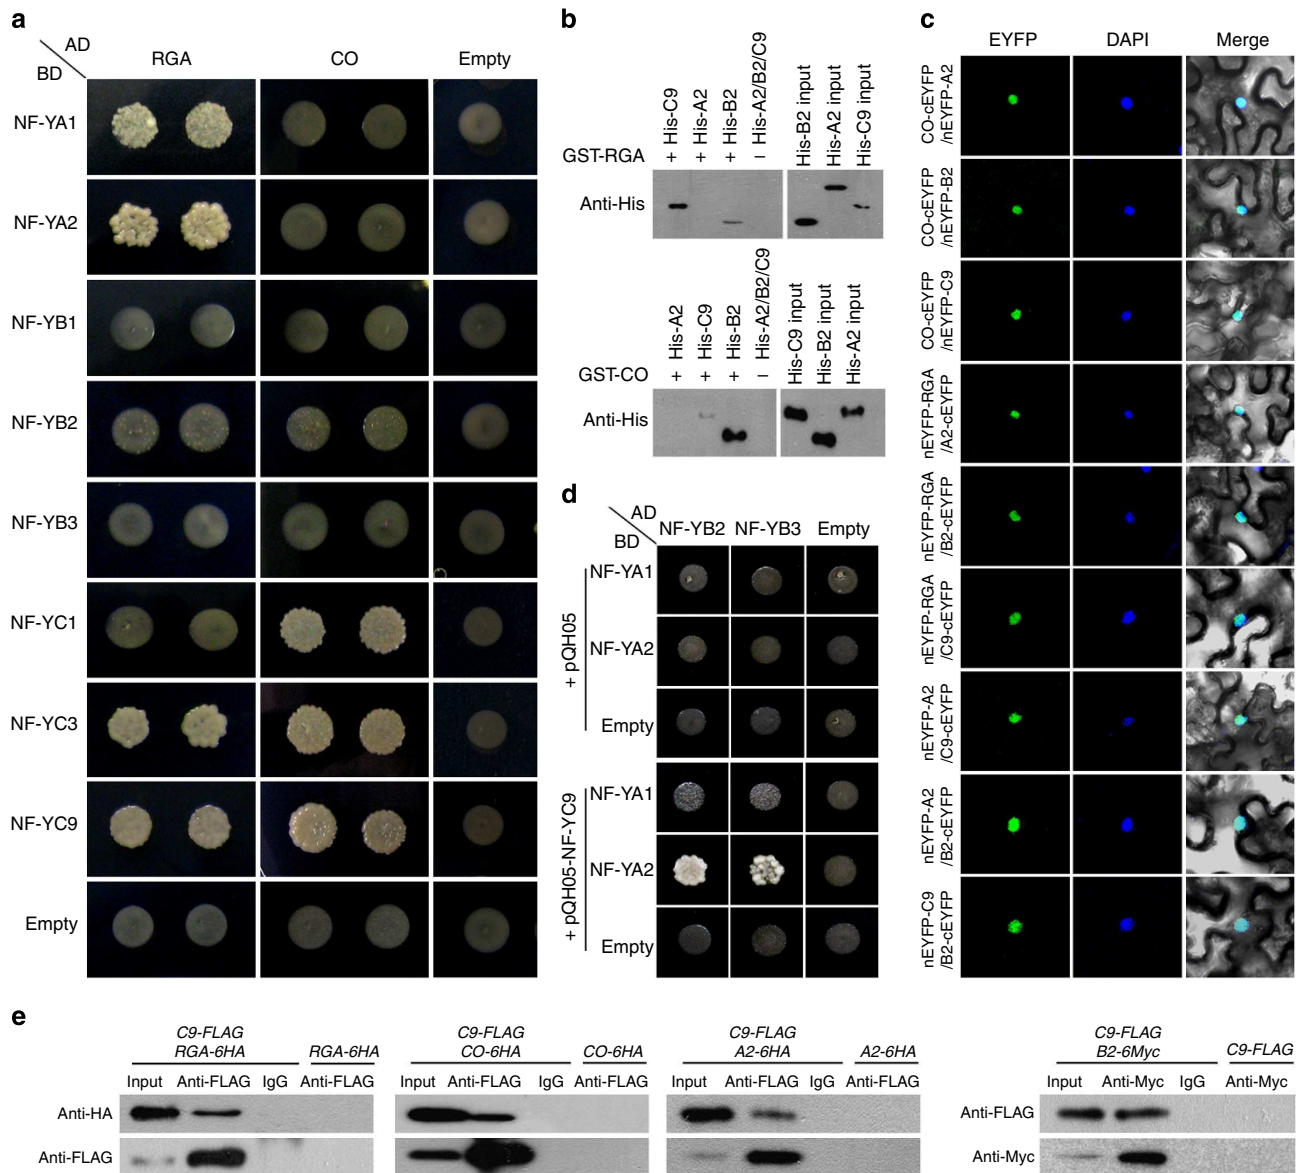 a
AD
BD
RGA
CO
Empty
NF-YA1
NF-YA2
NF-YB1
NF-YB2
NF-YB3
NF-YC1
NF-YC3
NF-YC9
Empty
b
His-C9
His-A2
His-B2
His-A2/B2/C9
His-B2 input
His-A2 input
His-C9 input
GST-RGA + + + –
Anti-His
His-A2
His-C9
His-B2
His-A2/B2/C9
His-C9 input
His-B2 input
His-A2 input
GST-CO + + + –
Anti-His
c
EYFP
DAPI
Merge
CO-cEYFP
/nEYFP-A2
CO-cEYFP
/nEYFP-B2
CO-cEYFP
/nEYFP-C9
nEYFP-RGA
/A2-cEYFP
nEYFP-RGA
/B2-cEYFP
nEYFP-RGA
/C9-cEYFP
nEYFP-A2
/C9-cEYFP
nEYFP-A2
/B2-cEYFP
nEYFP-C9
/B2-cEYFP
d
AD
BD
NF-YB2
NF-YB3
Empty
+ pQH05
NF-YA1
NF-YA2
Empty
+ pQH05-NF-YC9
NF-YA1
NF-YA2
Empty
e
C9-FLAG
RGA-6HA
RGA-6HA
Input Anti-FLAG IgG Anti-FLAG
C9-FLAG
CO-6HA
CO-6HA
Input Anti-FLAG IgG Anti-FLAG
C9-FLAG
A2-6HA
A2-6HA
Input Anti-FLAG IgG Anti-FLAG
Anti-HA
Anti-FLAG
C9-FLAG
B2-6Myc
C9-FLAG
Input Anti-Myc IgG Anti-Myc
Anti-FLAG
Anti-Myc